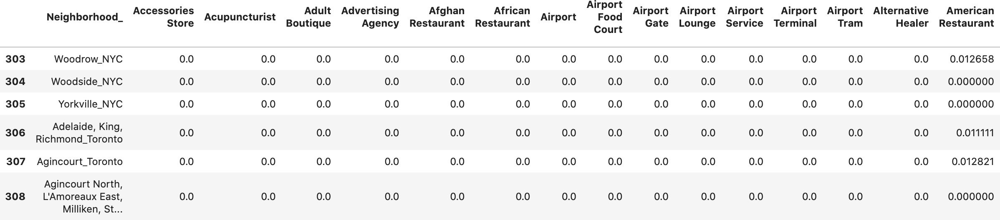 Neighborhood_ Accessories Store Acupuncturist Adult Boutique Advertising Agency Afghan Restaurant African Restaurant Airport Airport Food Court Airport Gate Airport Lounge Airport Service Airport Terminal Airport Tram Alternative Healer American Restaurant
303 Woodrow_NYC 0.0 0.0 0.0 0.0 0.0 0.0 0.0 0.0 0.0 0.0 0.0 0.0 0.0 0.0 0.012658
304 Woodside_NYC 0.0 0.0 0.0 0.0 0.0 0.0 0.0 0.0 0.0 0.0 0.0 0.0 0.0 0.0 0.000000
305 Yorkville_NYC 0.0 0.0 0.0 0.0 0.0 0.0 0.0 0.0 0.0 0.0 0.0 0.0 0.0 0.0 0.000000
306 Adelaide, King, Richmond_Toronto 0.0 0.0 0.0 0.0 0.0 0.0 0.0 0.0 0.0 0.0 0.0 0.0 0.0 0.0 0.011111
307 Agincourt_Toronto 0.0 0.0 0.0 0.0 0.0 0.0 0.0 0.0 0.0 0.0 0.0 0.0 0.0 0.0 0.012821
308 Agincourt North, L'Amoreaux East, Milliken, St... 0.0 0.0 0.0 0.0 0.0 0.0 0.0 0.0 0.0 0.0 0.0 0.0 0.0 0.0 0.000000